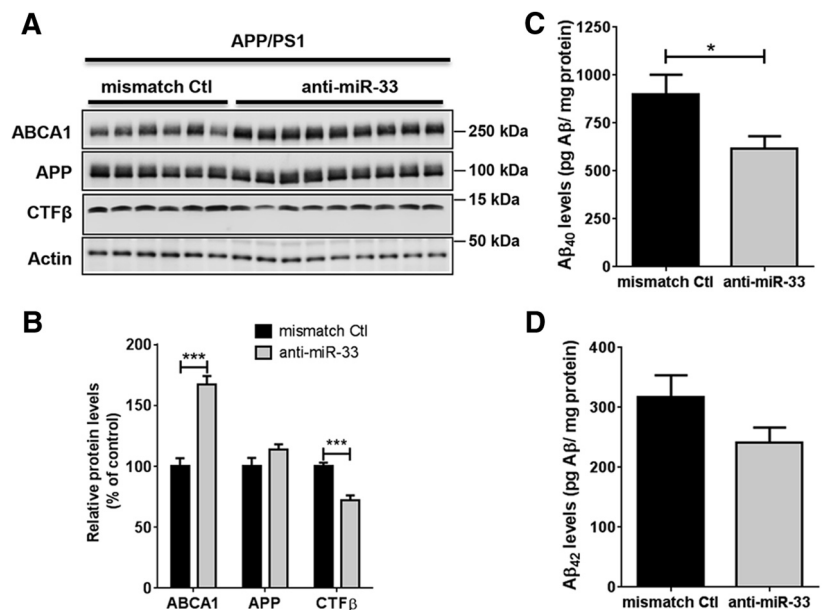 A
APP/PS1
mismatch Ctl anti-miR-33
ABCA1
250 kDa
APP
100 kDa
CTFβ
15 kDa
50 kDa
Actin
B
mismatch Ctl
anti-miR-33
Relative protein levels
(% of control)
200
150
100
50
0
***
***
ABCA1 APP CTFβ
C
Aβ40 levels (pg Aβ/ mg protein)
1250
1000
750
500
250
0
*
mismatch Ctl anti-miR-33
D
Aβ42 levels (pg Aβ/ mg protein)
400
300
200
100
0
mismatch Ctl anti-miR-33